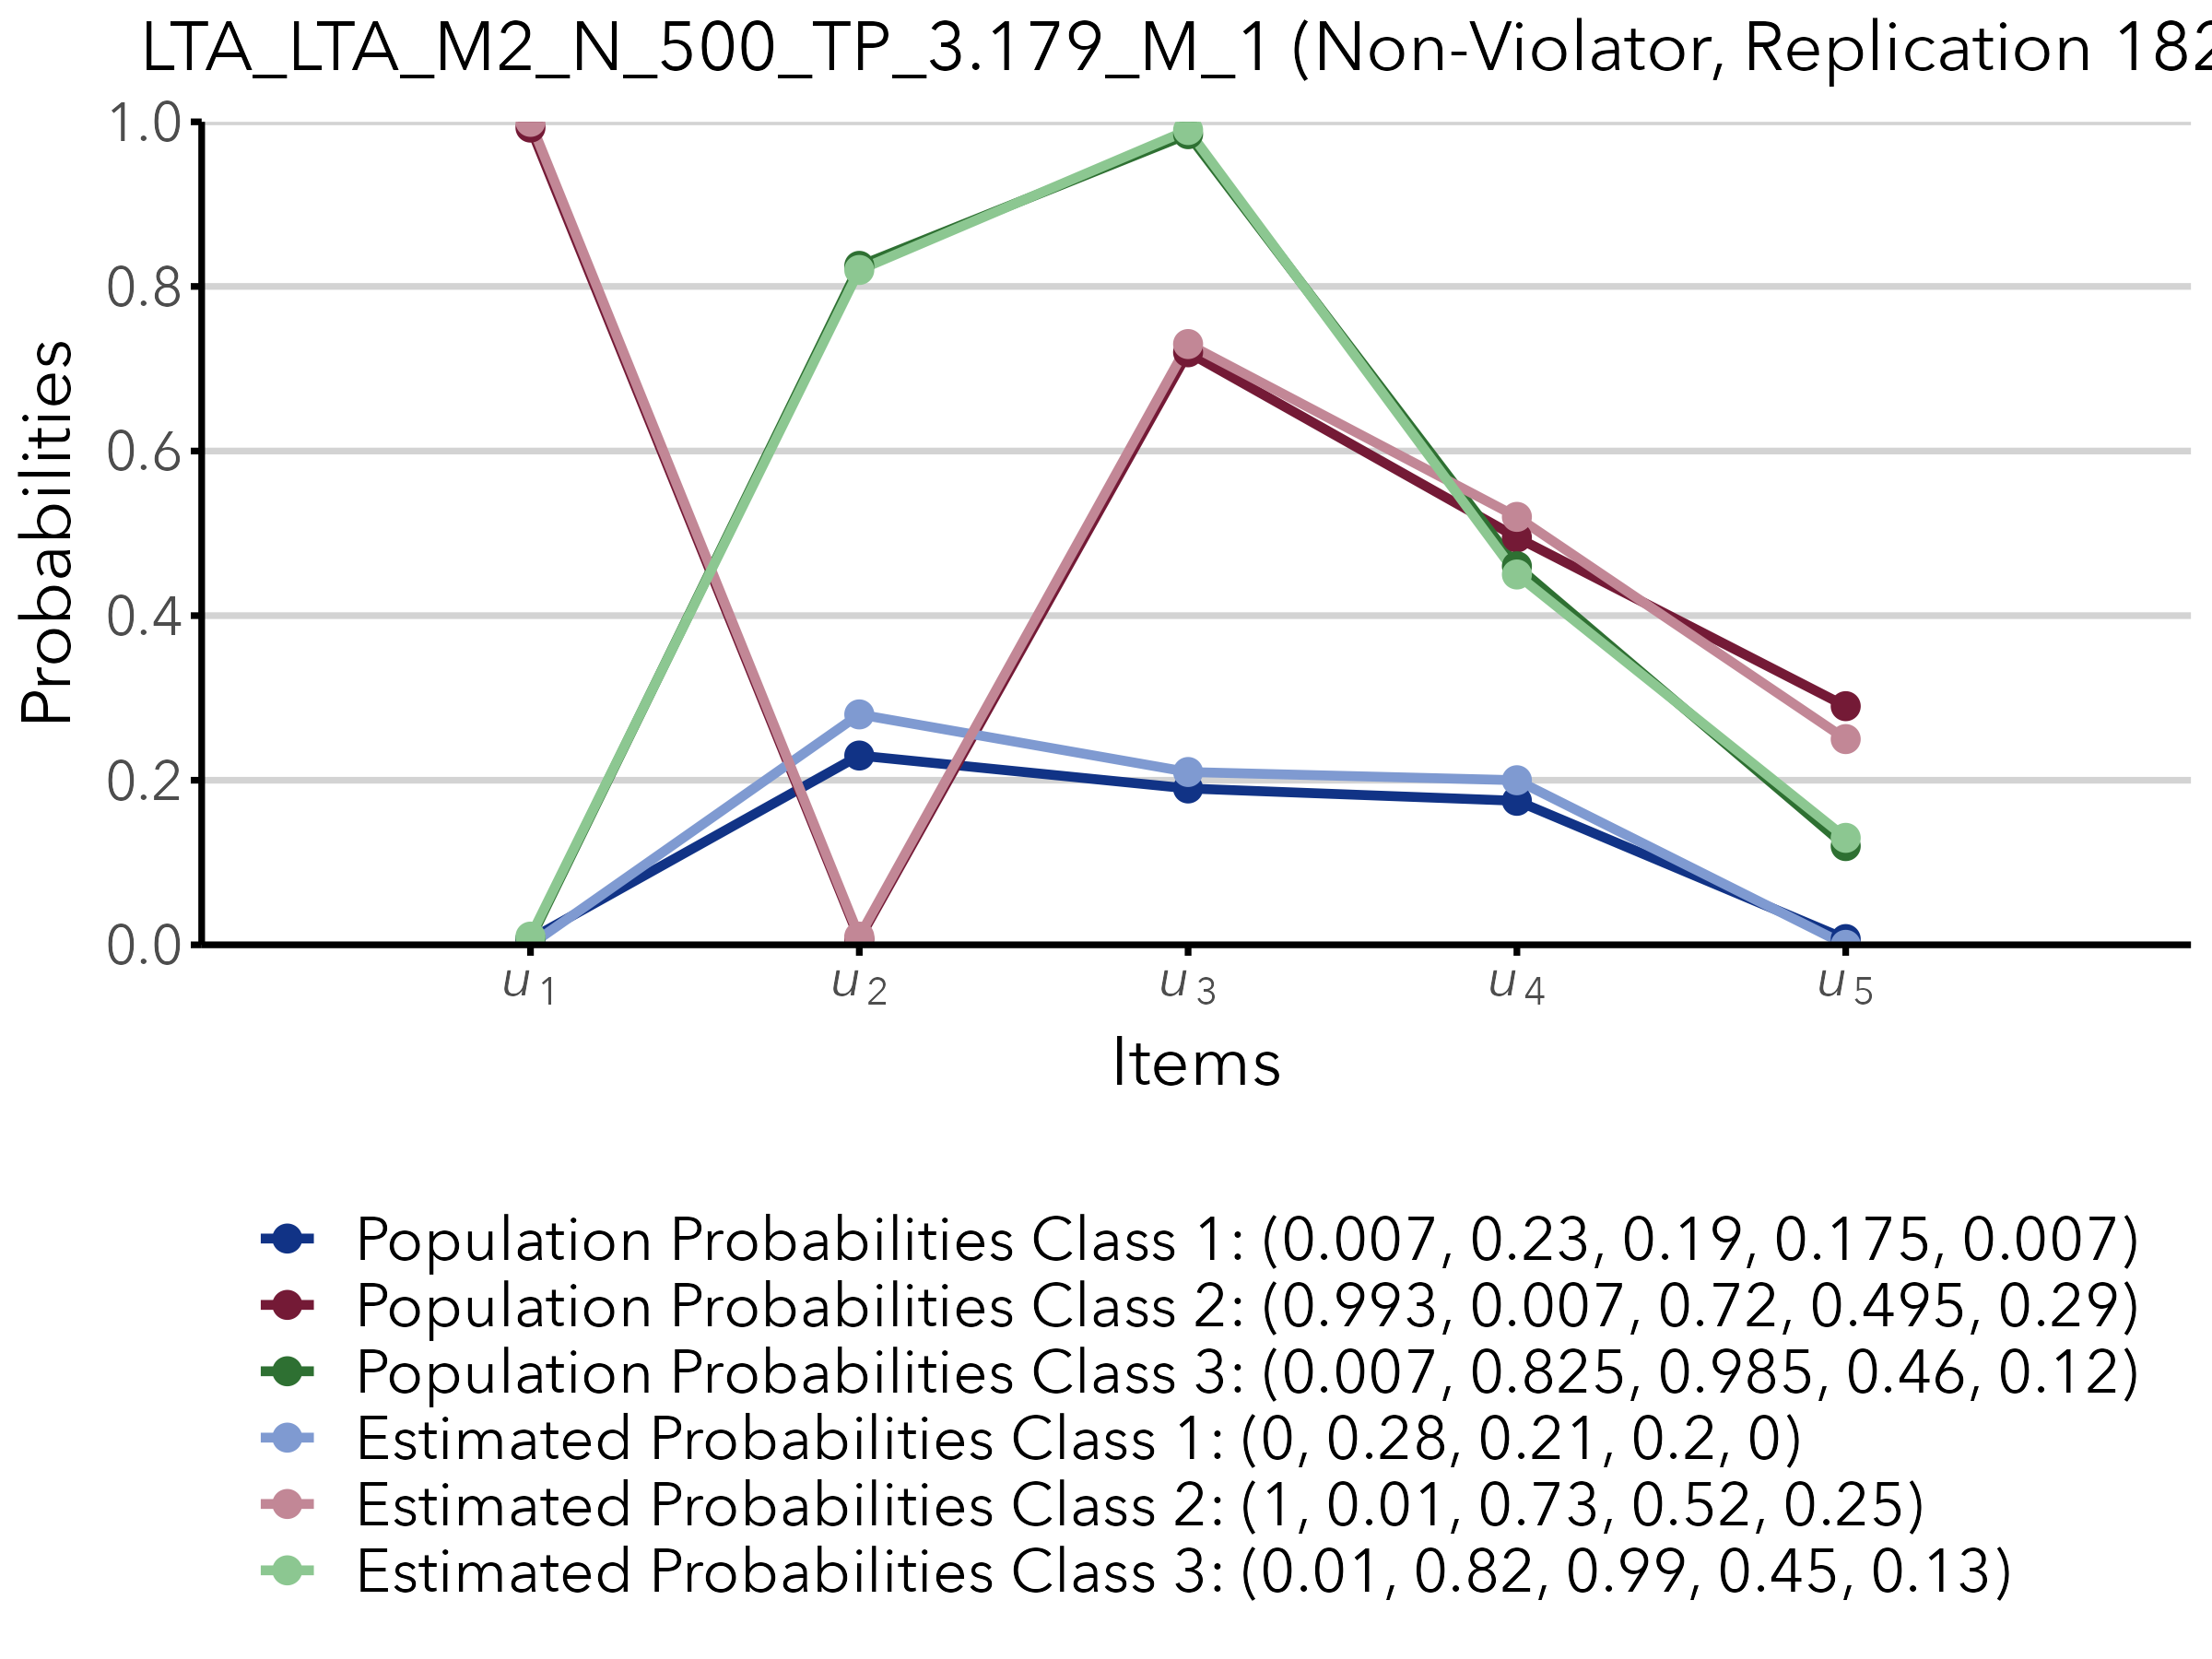 LTA_LTA_M2_N_500_TP_3.179_M_1 (Non-Violator, Replication 182
1.0
0.8
0.6
0.4
0.2
0.0
Probabilities
u1 u2 u3 u4 u5
Items
Population Probabilities Class 1: (0.007, 0.23, 0.19, 0.175, 0.007)
Population Probabilities Class 2: (0.993, 0.007, 0.72, 0.495, 0.29)
Population Probabilities Class 3: (0.007, 0.825, 0.985, 0.46, 0.12)
Estimated Probabilities Class 1: (0, 0.28, 0.21, 0.2, 0)
Estimated Probabilities Class 2: (1, 0.01, 0.73, 0.52, 0.25)
Estimated Probabilities Class 3: (0.01, 0.82, 0.99, 0.45, 0.13)